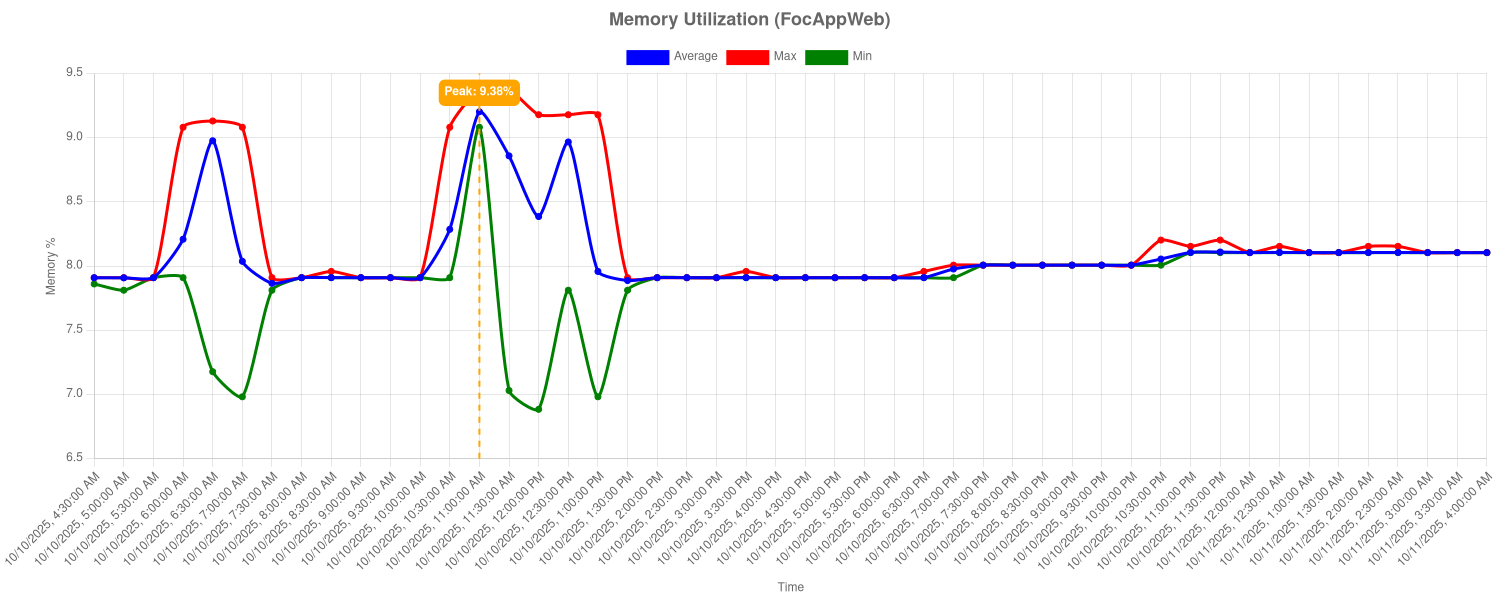 Memory Utilization (FocAppWeb)
Average Max Min
Peak: 9.38%
9.5
9.0
8.5
8.0
7.5
7.0
6.5
Memory %
10/10/2025, 4:30:00 AM
10/10/2025, 5:00:00 AM
10/10/2025, 5:30:00 AM
10/10/2025, 6:00:00 AM
10/10/2025, 6:30:00 AM
10/10/2025, 7:00:00 AM
10/10/2025, 7:30:00 AM
10/10/2025, 8:00:00 AM
10/10/2025, 8:30:00 AM
10/10/2025, 9:00:00 AM
10/10/2025, 9:30:00 AM
10/10/2025, 10:00:00 AM
10/10/2025, 10:30:00 AM
10/10/2025, 11:00:00 AM
10/10/2025, 11:30:00 AM
10/10/2025, 12:00:00 PM
10/10/2025, 12:30:00 PM
10/10/2025, 1:00:00 PM
10/10/2025, 1:30:00 PM
10/10/2025, 2:00:00 PM
10/10/2025, 2:30:00 PM
10/10/2025, 3:00:00 PM
10/10/2025, 3:30:00 PM
10/10/2025, 4:00:00 PM
10/10/2025, 4:30:00 PM
10/10/2025, 5:00:00 PM
10/10/2025, 5:30:00 PM
10/10/2025, 6:00:00 PM
10/10/2025, 6:30:00 PM
10/10/2025, 7:00:00 PM
10/10/2025, 7:30:00 PM
10/10/2025, 8:00:00 PM
10/10/2025, 8:30:00 PM
10/10/2025, 9:00:00 PM
10/10/2025, 9:30:00 PM
10/10/2025, 10:00:00 PM
10/10/2025, 10:30:00 PM
10/10/2025, 11:00:00 PM
10/10/2025, 11:30:00 PM
10/11/2025, 12:00:00 AM
10/11/2025, 12:30:00 AM
10/11/2025, 1:00:00 AM
10/11/2025, 1:30:00 AM
10/11/2025, 2:00:00 AM
10/11/2025, 2:30:00 AM
10/11/2025, 3:00:00 AM
10/11/2025, 3:30:00 AM
10/11/2025, 4:00:00 AM
Time